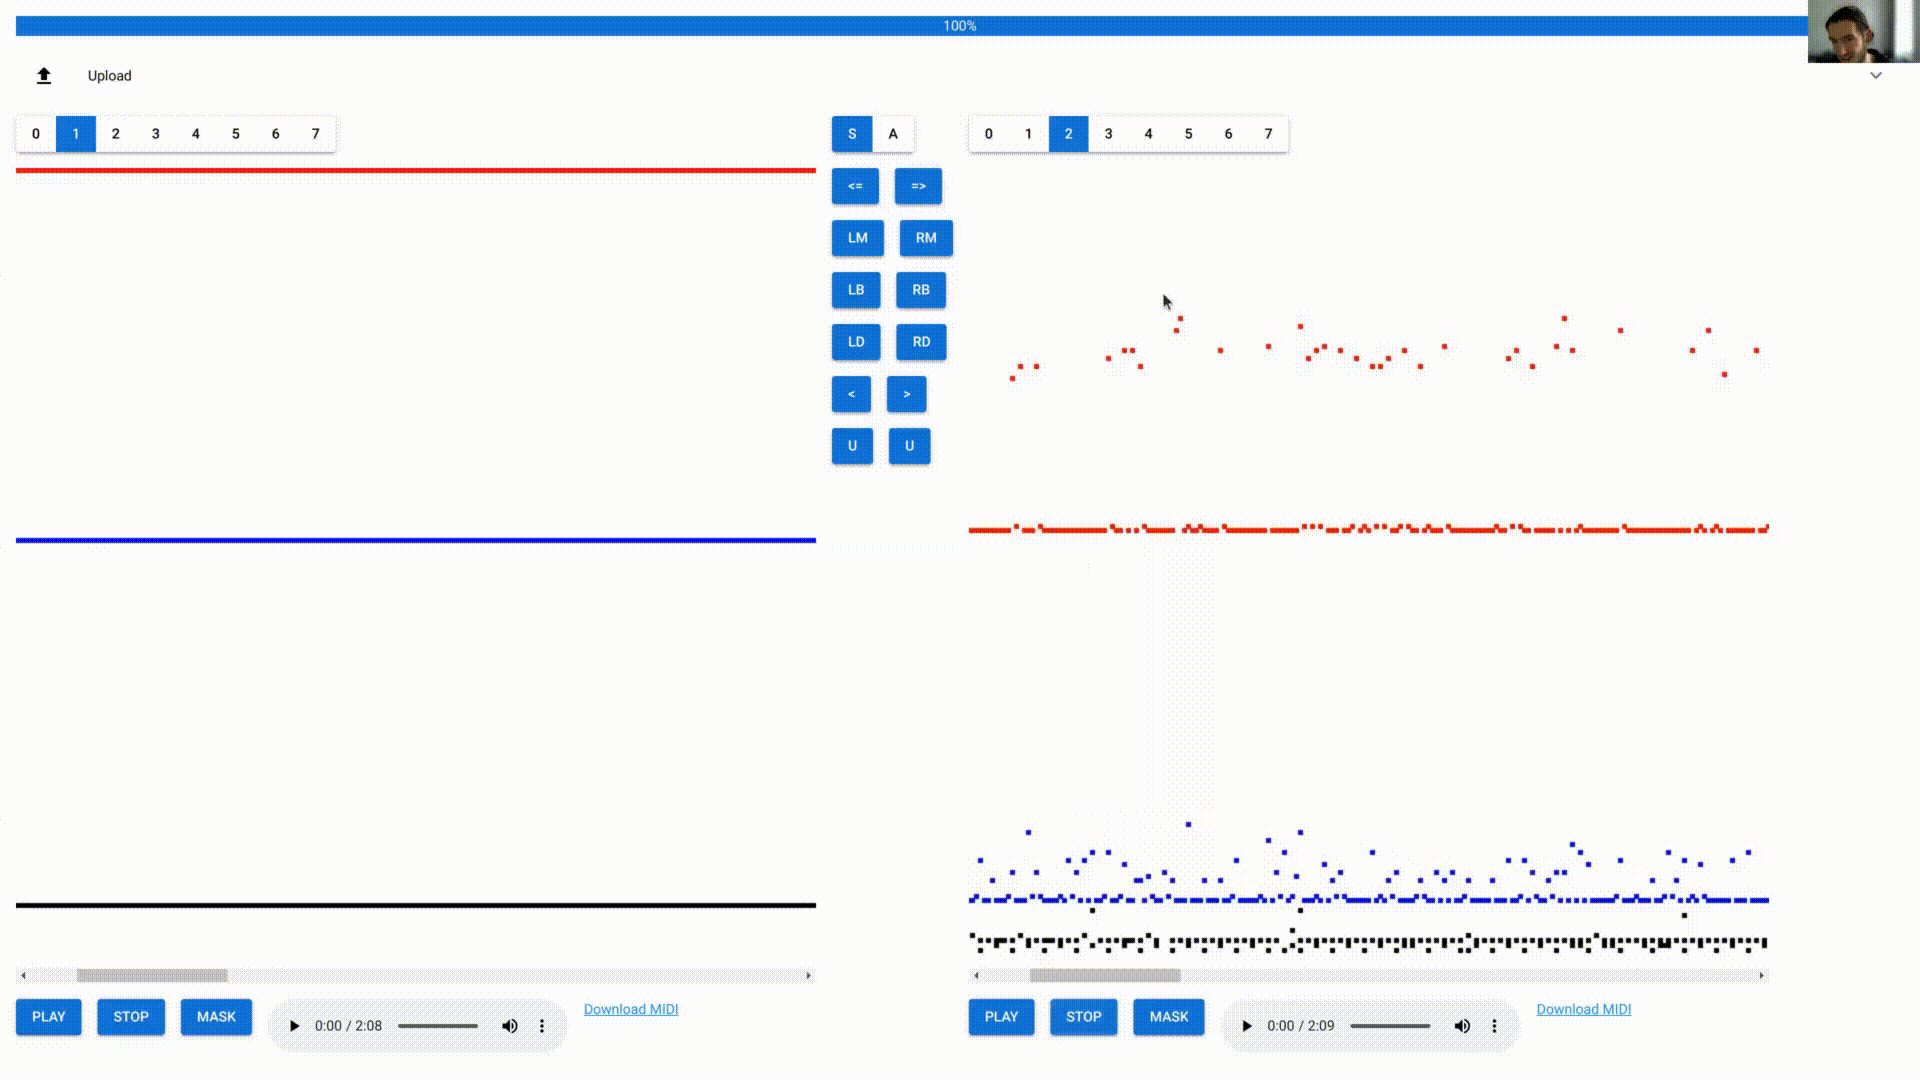 100%
Upload
0 1 2 3 4 5 6 7
S A
0 1 2 3 4 5 6 7
<= =>
LM RM
LB RB
LD RD
< >
U U
PLAY STOP MASK 0:00 / 2:08 Download MIDI
PLAY STOP MASK 0:00 / 2:09 Download MIDI